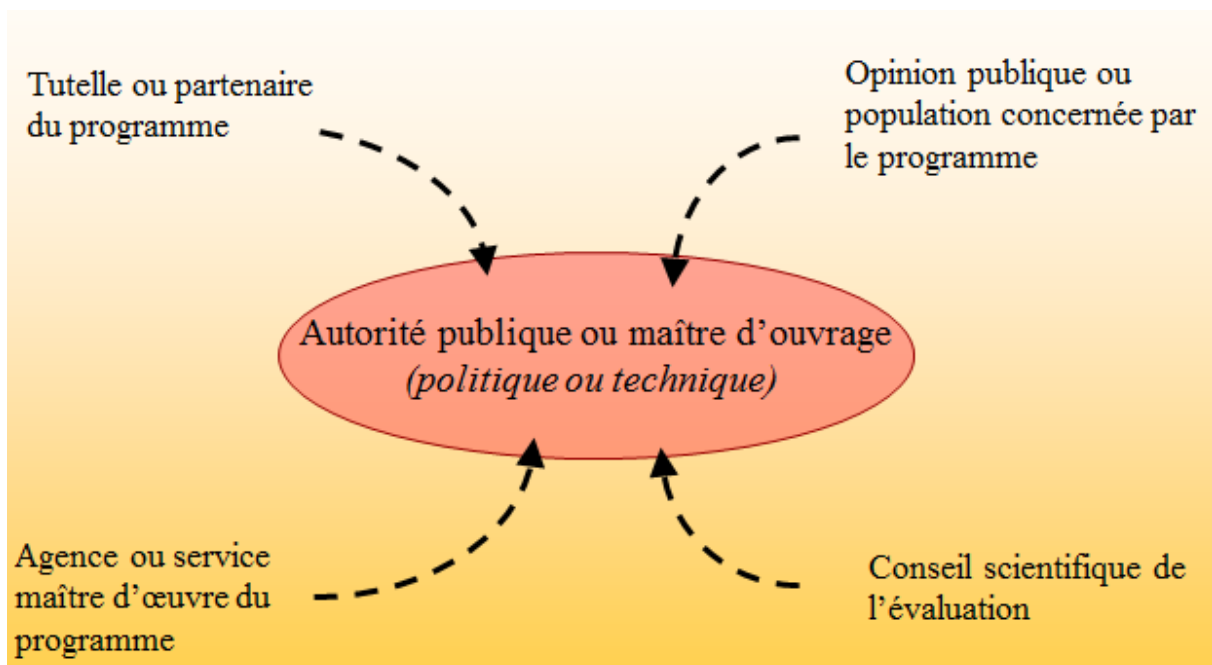 Tutelle ou partenaire
du programme
Opinion publique ou
population concernée par
le programme
Autorité publique ou maître d’ouvrage
(politique ou technique)
Agence ou service
maître d’œuvre du
programme
Conseil scientifique de
l’évaluation